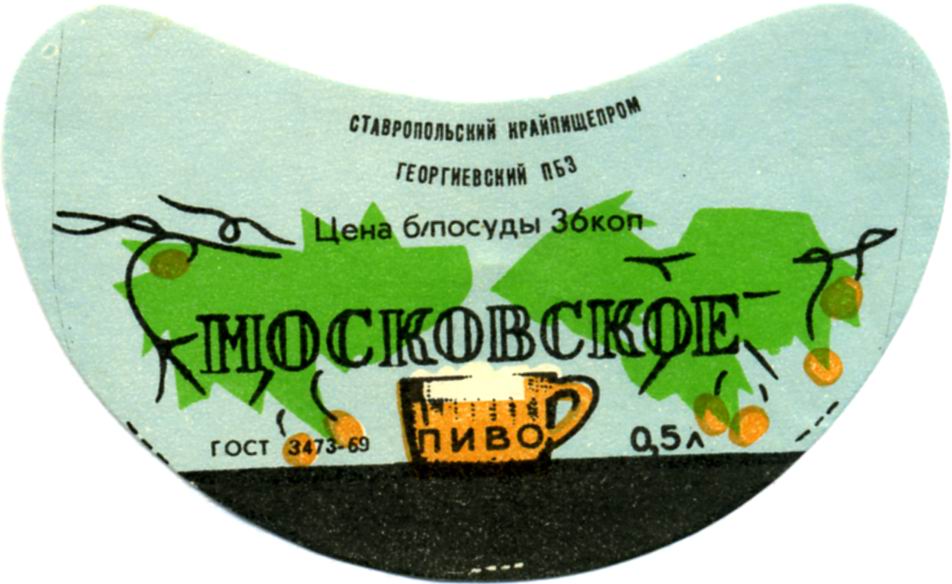 СТАВРОПОЛЬСКИЙ КРАЙПИЩЕПРОМ
ГЕОРГИЕВСКИЙ ПБЗ
Цена б/посуды 36коп
МОСКОВСКОЕ
ПИВО
ГОСТ 3473-69
0,5л